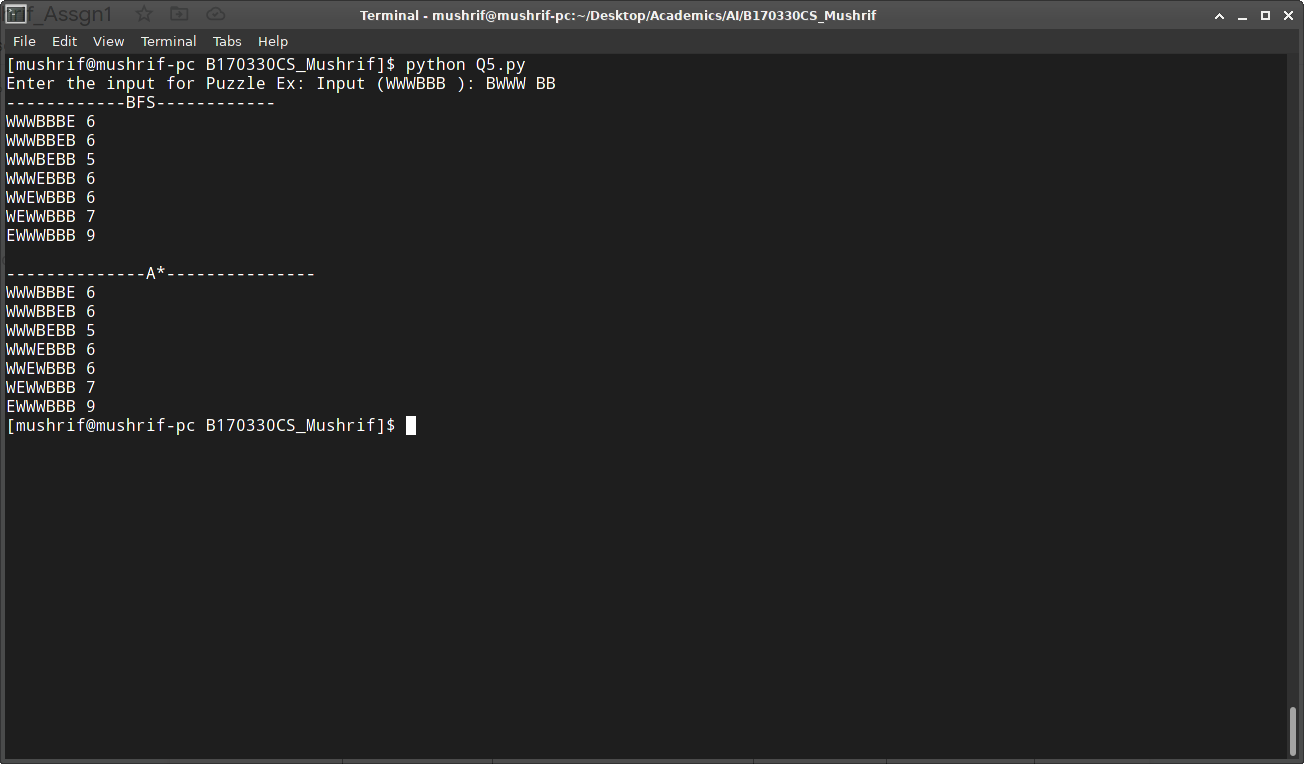 rif_Assgn1
Terminal - mushrif@mushrif-pc:~/Desktop/Academics/AI/B170330CS_Mushrif
File Edit View Terminal Tabs Help
[mushrif@mushrif-pc B170330CS_Mushrif]$ python Q5.py
Enter the input for Puzzle Ex: Input (WWWBBB ): BWWW BB
------------BFS------------
WWWBBBE 6
WWWBBEB 6
WWWBEBB 5
WWWEBBB 6
WWEWBBB 6
WEWWBBB 7
EWWWBBB 9
--------------A*---------------
WWWBBBE 6
WWWBBEB 6
WWWBEBB 5
WWWEBBB 6
WWEWBBB 6
WEWWBBB 7
EWWWBBB 9
[mushrif@mushrif-pc B170330CS_Mushrif]$